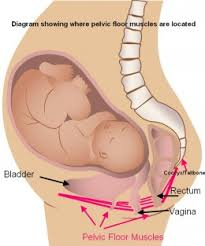 Diagram showing where pelvic floor muscles are located
Coccyx/Tailbone
Bladder
Rectum
Vagina
Pelvic Floor Muscles